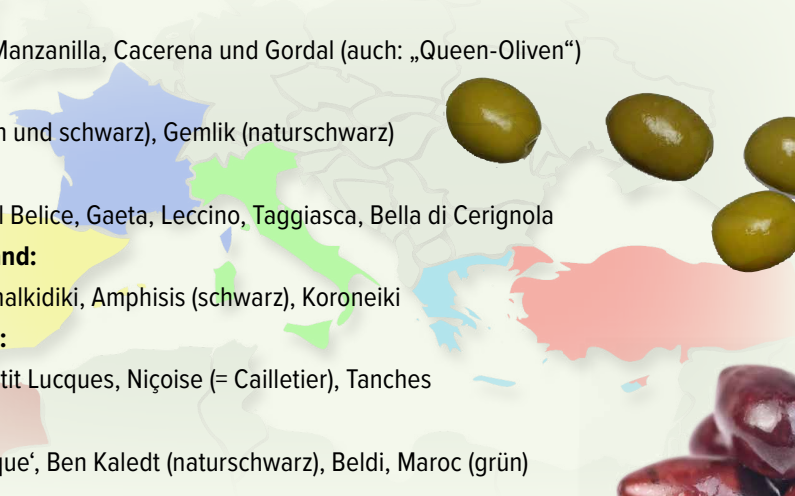 Manzanilla, Cacerena und Gordal (auch: „Queen-Oliven“)
und schwarz), Gemlik (naturschwarz)
Belice, Gaeta, Leccino, Taggiasca, Bella di Cerignola
and:
halkidiki, Amphisis (schwarz), Koroneiki
:
tit Lucques, Niçoise (= Cailletier), Tanches
que‘, Ben Kaledt (naturschwarz), Beldi, Maroc (grün)